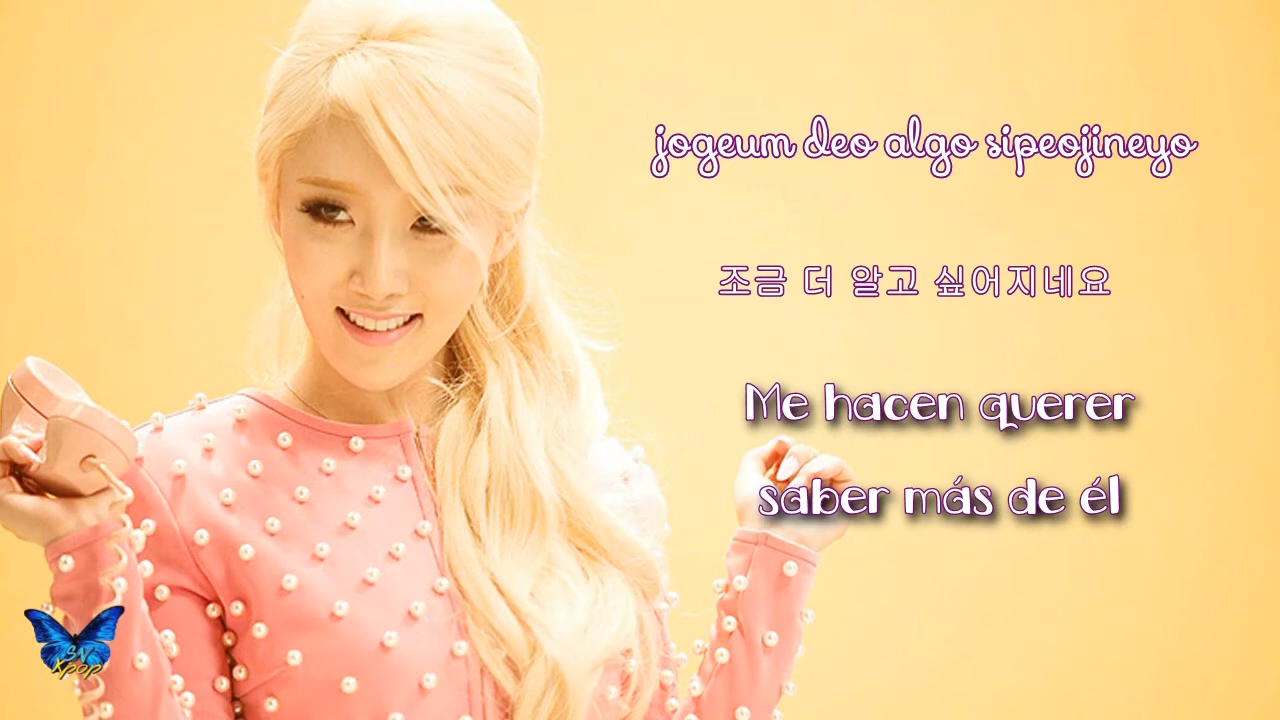 jogeum deo algo sipeojineyo
조금 더 알고 싶어지네요
Me hacen querer
saber más de él
SN
Kpop